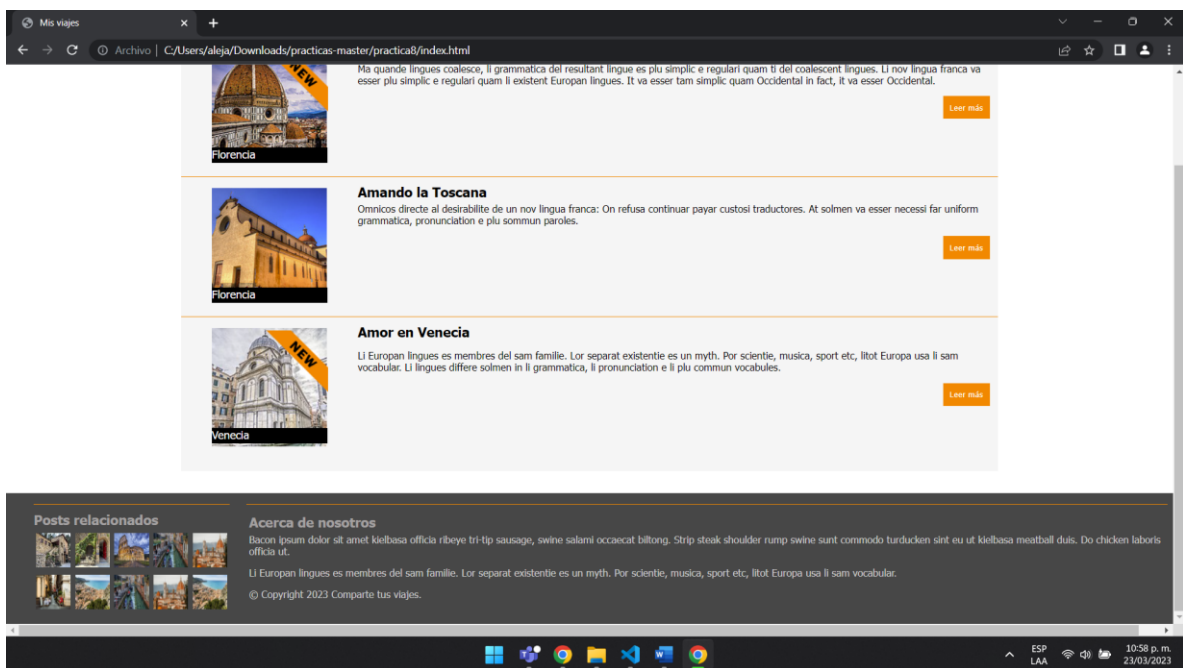 Mis viajes
Archivo | C:/Users/aleja/Downloads/practicas-master/practica8/index.html
NEW
Florencia
Ma quande lingues coalesce, li grammatica del resultant lingue es plu simplic e regulari quam ti del coalescent lingues. Li nov lingua franca va
esser plu simplic e regulari quam li existent Europan lingues. It va esser tam simplic quam Occidental in fact, it va esser Occidental.
Leer más
Florencia
Amando la Toscana
Omnicos directe al desirabilite de un nov lingua franca: On refusa continuar payar custosi traductores. At solmen va esser necessi far uniform
grammatica, pronunciation e plu sommun paroles.
Leer más
NEW
Venecia
Amor en Venecia
Li Europan lingues es membres del sam familie. Lor separat existentie es un myth. Por scientie, musica, sport etc, litot Europa usa li sam
vocabular. Li lingues differe solmen in li grammatica, li pronunciation e li plu commun vocabules.
Leer más
Posts relacionados
Acerca de nosotros
Bacon ipsum dolor sit amet kielbasa officia ribeye tri-tip sausage, swine salami occaecat biltong. Strip steak shoulder rump swine sunt commodo turducken sint eu ut kielbasa meatball duis. Do chicken laboris
officia ut.
Li Europan lingues es membres del sam familie. Lor separat existentie es un myth. Por scientie, musica, sport etc, litot Europa usa li sam vocabular.
© Copyright 2023 Comparte tus viajes.
ESP
LAA
10:58 p. m.
23/03/2023